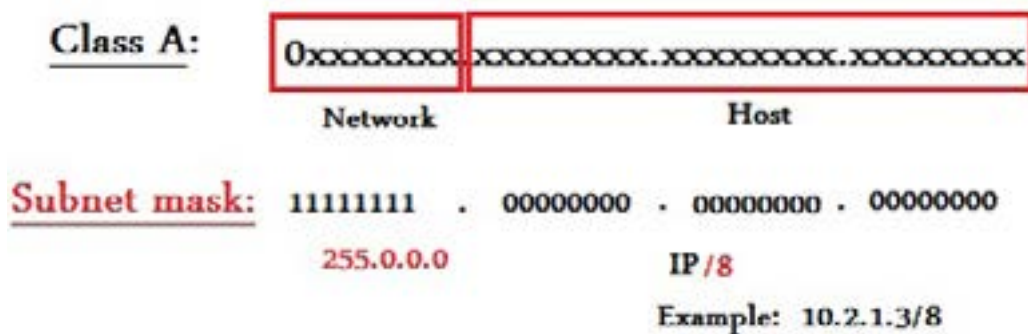 Class A: 0xxxxxxx.xxxxxxxx.xxxxxxxx.xxxxxxxx
Network Host
Subnet mask: 11111111 . 00000000 . 00000000 . 00000000
255.0.0.0 IP /8
Example: 10.2.1.3/8